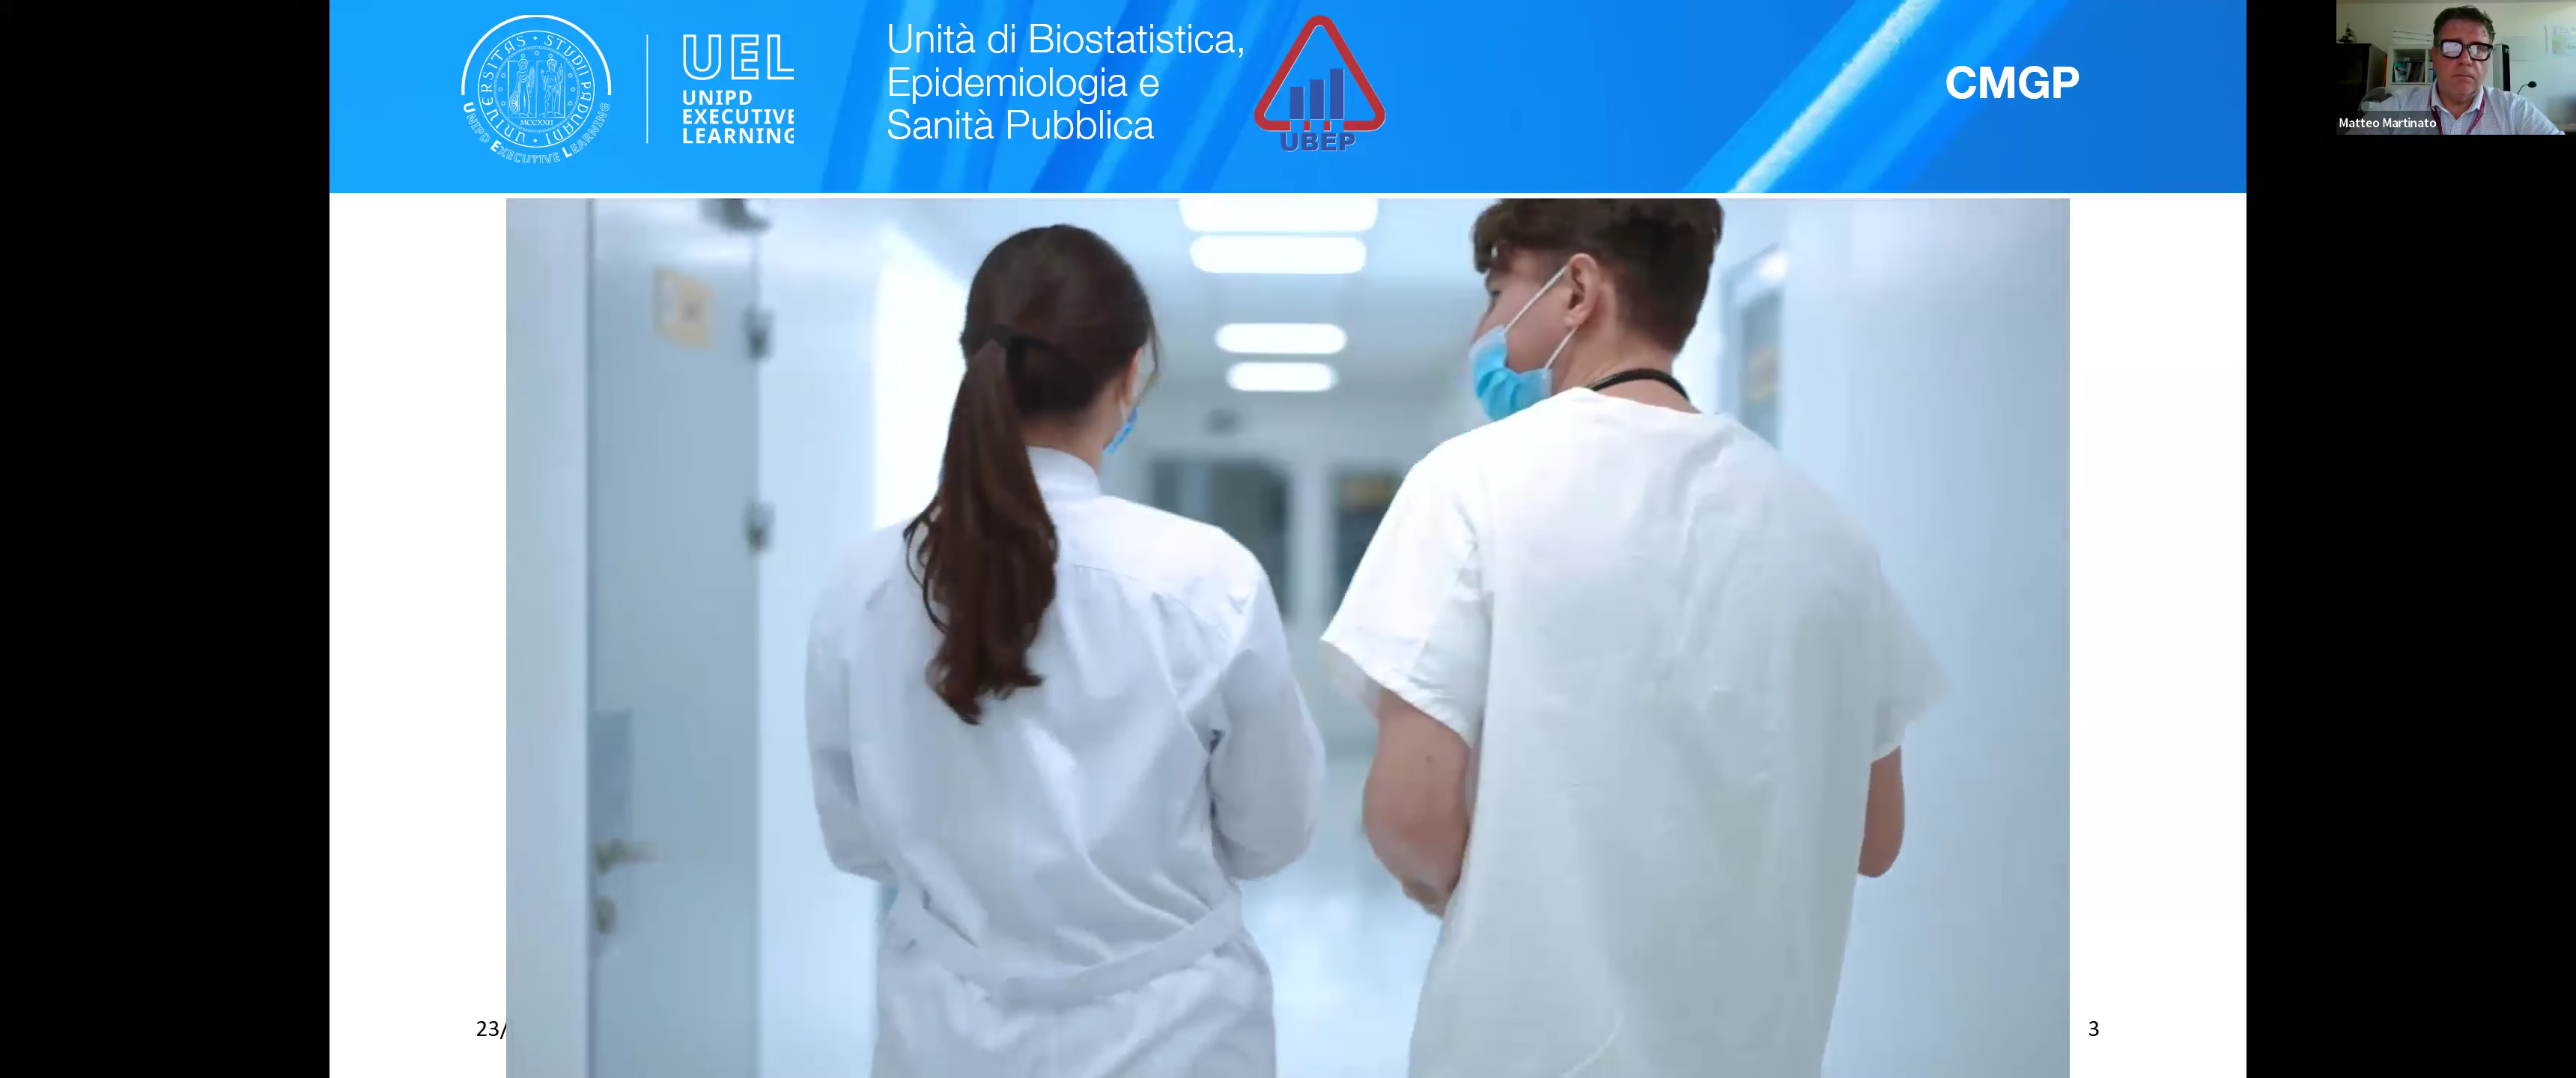 UNIVERSITAS STUDII PADUANI
MCCXXII
UNIPD EXECUTIVE LEARNING
UEL
UNIPD
EXECUTIVE
LEARNING
Unità di Biostatistica,
Epidemiologia e
Sanità Pubblica
UBEP
CMGP
Matteo Martinato
23/
3